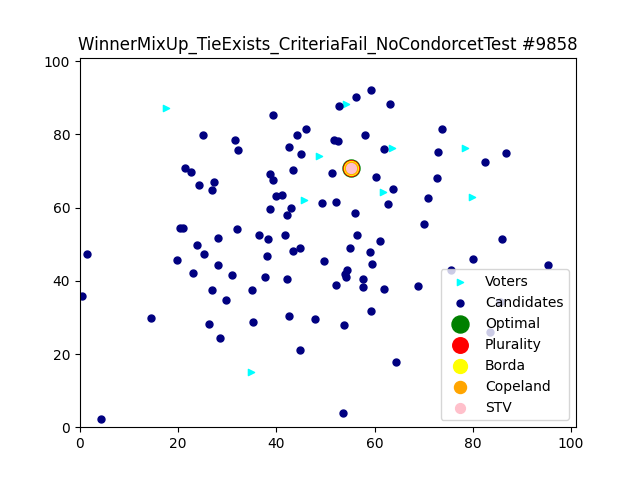 WinnerMixUp_TieExists_CriteriaFail_NoCondorcetTest #9858
100
80
60
40
20
0
0 20 40 60 80 100
Voters
Candidates
Optimal
Plurality
Borda
Copeland
STV